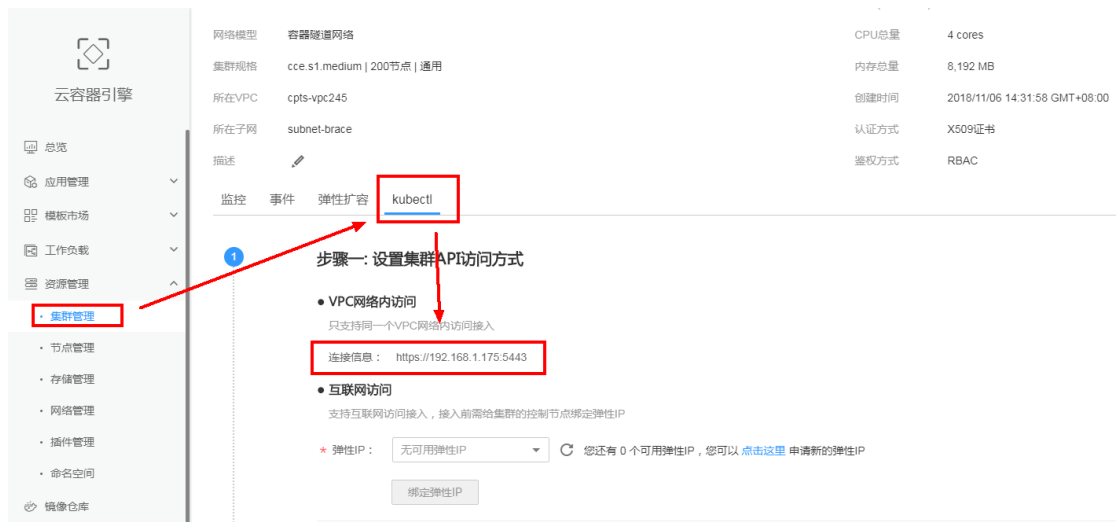 云容器引擎
总览
应用管理
模板市场
工作负载
资源管理
· 集群管理
· 节点管理
· 存储管理
· 网络管理
· 插件管理
· 命名空间
镜像仓库
网络模型 容器隧道网络 CPU总量 4 cores
集群规格 cce.s1.medium | 200节点 | 通用 内存总量 8,192 MB
所在VPC cpts-vpc245 创建时间 2018/11/06 14:31:58 GMT+08:00
所在子网 subnet-brace 认证方式 X509证书
描述 鉴权方式 RBAC
监控 事件 弹性扩容 kubectl
1 步骤一: 设置集群API访问方式
● VPC网络内访问
只支持同一个VPC网络内访问接入
连接信息： https://192.168.1.175:5443
● 互联网访问
支持互联网访问接入，接入前需给集群的控制节点绑定弹性IP
* 弹性IP： 无可用弹性IP 您还有 0 个可用弹性IP，您可以 点击这里 申请新的弹性IP
绑定弹性IP